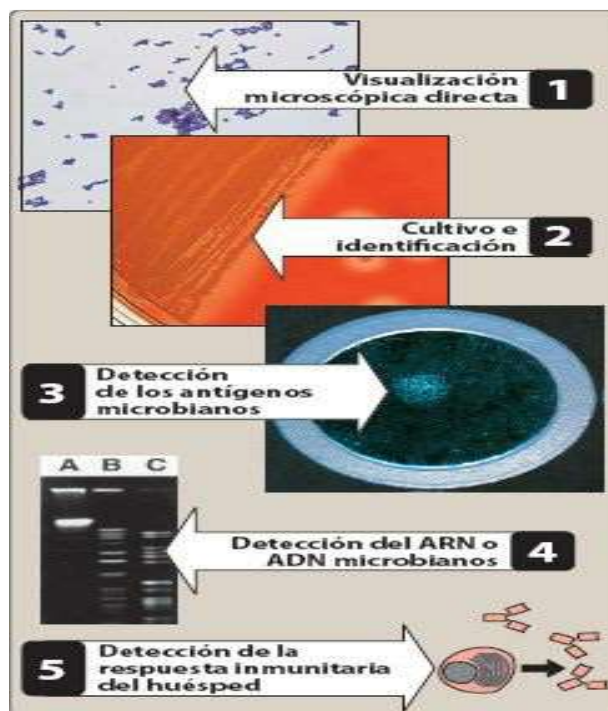 Visualización
microscópica directa
1
Cultivo e
identificación
2
3
Detección
de los antígenos
microbianos
A B C
Detección del ARN o
ADN microbianos
4
5
Detección de la
respuesta inmunitaria
del huésped